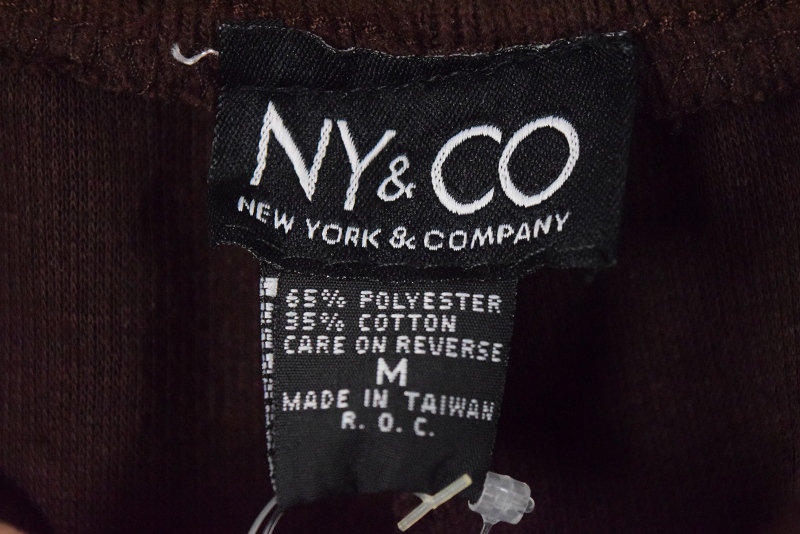 NY & CO
NEW YORK & COMPANY
65% POLYESTER
35% COTTON
CARE ON REVERSE
M
MADE IN TAIWAN
R. O. C.